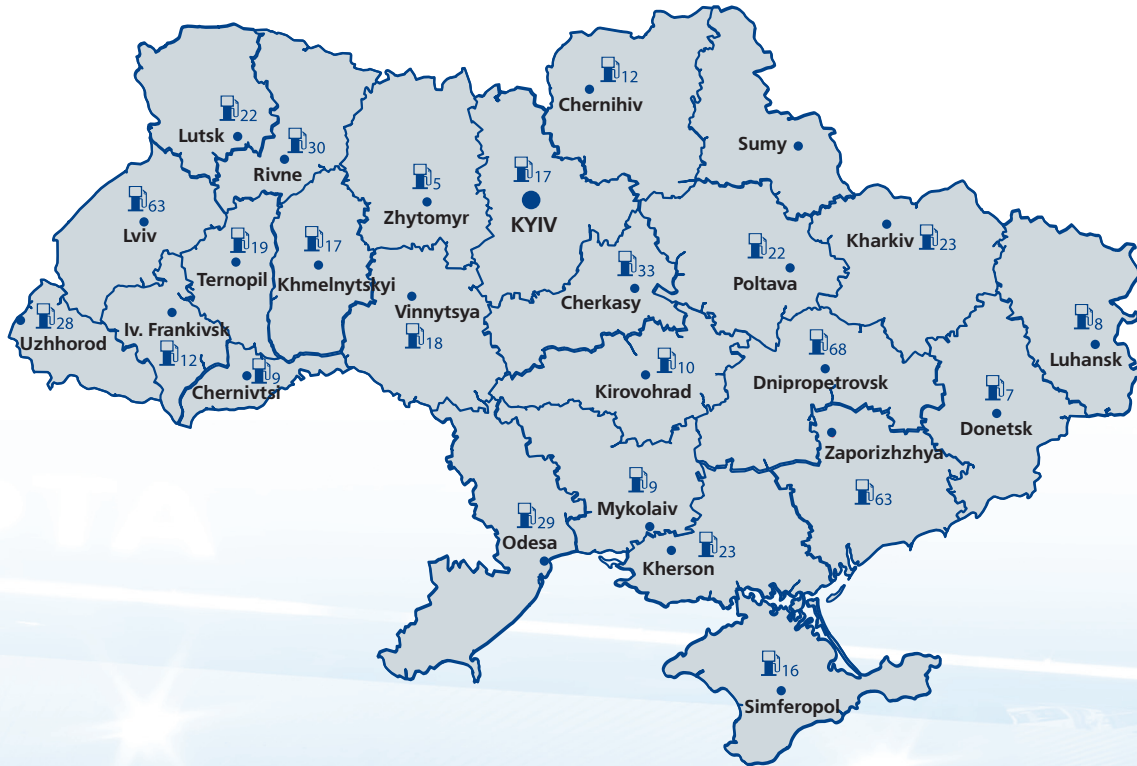 12
Chernihiv
22
Lutsk
30
Rivne
Sumy
5
Zhytomyr
17
KYIV
63
Lviv
19
Ternopil
17
Khmelnytskyi
Kharkiv
23
22
Poltava
33
Cherkasy
Vinnytsya
18
28
Uzhhorod
Iv. Frankivsk
12
9
Chernivtsi
10
Kirovohrad
68
Dnipropetrovsk
8
Luhansk
7
Donetsk
Zaporizhzhya
63
9
Mykolaiv
29
Odesa
23
Kherson
16
Simferopol